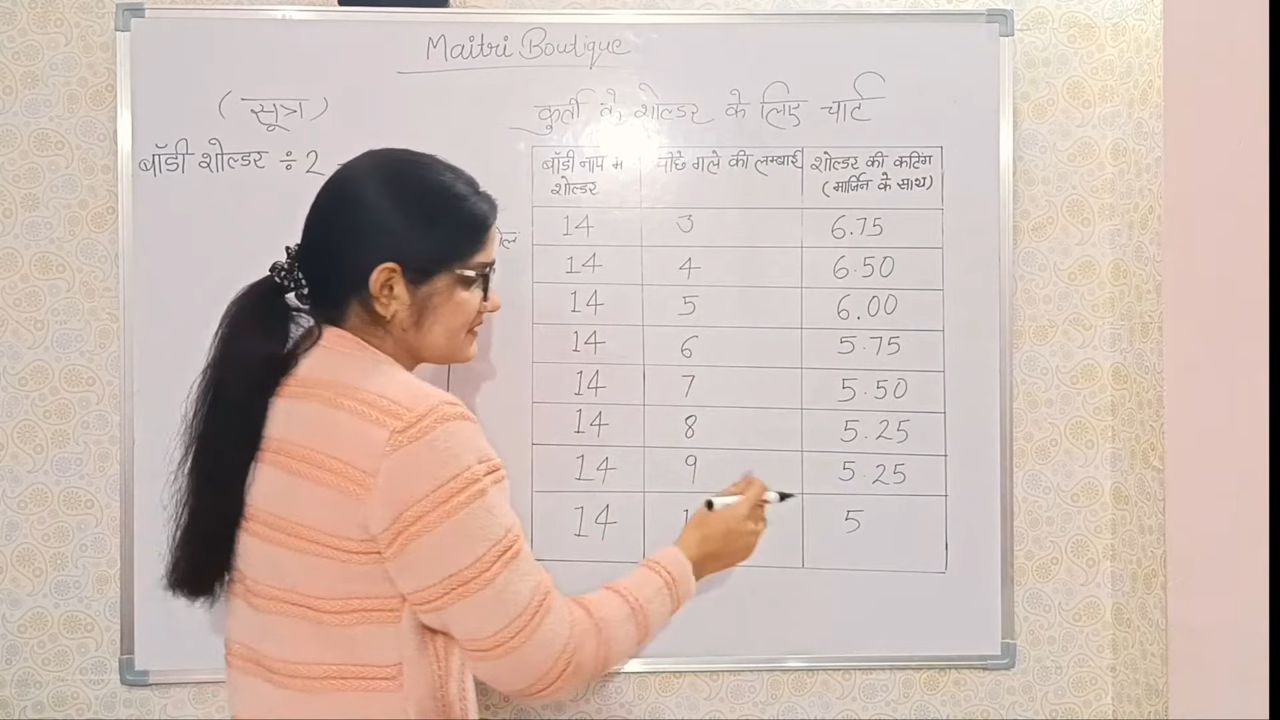 Maitri Boutique
(सूत्र)
बॉडी शोल्डर ÷ 2 -
कुर्ती के शोल्डर के लिए चार्ट
बॉडी नाप म शोल्डर | पीछे गले की लम्बाई | शोल्डर की कटिंग (मार्जिन के साथ)
14 3 6.75
14 4 6.50
14 5 6.00
14 6 5.75
14 7 5.50
14 8 5.25
14 9 5.25
14 1 5